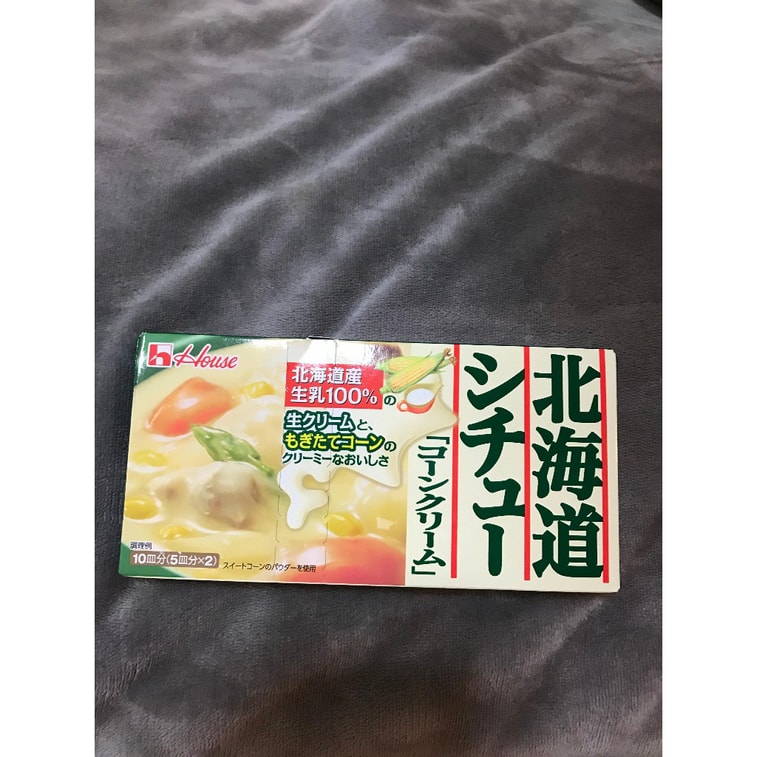 House
北海道産
生乳100%の
生クリームと、
もぎたてコーンの
クリーミーなおいしさ
北海道
シチュー
「コーンクリーム」
調理例
10皿分(5皿分×2)
スイートコーンのパウダーを使用